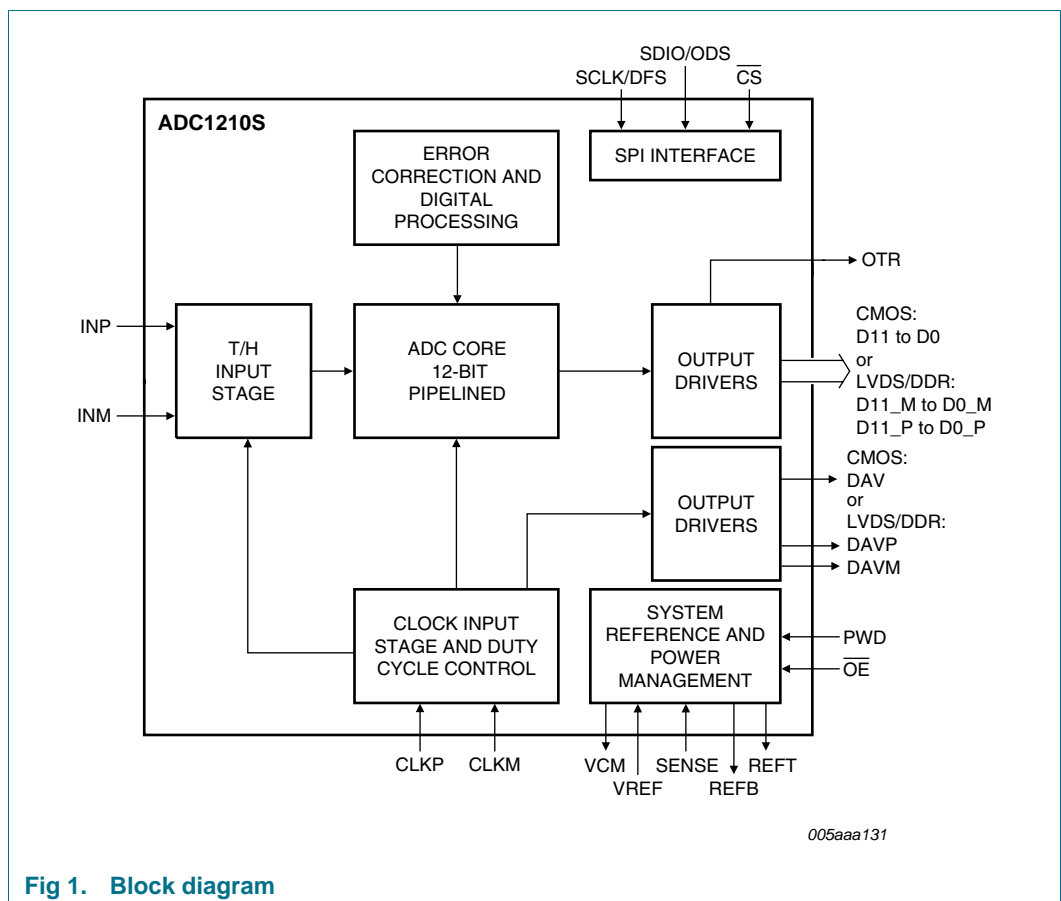 SDIO/ODS
SCLK/DFS
CS
ADC1210S
ERROR
CORRECTION AND
DIGITAL
PROCESSING
SPI INTERFACE
OTR
INP
INM
T/H
INPUT
STAGE
ADC CORE
12-BIT
PIPELINED
OUTPUT
DRIVERS
CMOS:
D11 to D0
or
LVDS/DDR:
D11_M to D0_M
D11_P to D0_P
OUTPUT
DRIVERS
CMOS:
DAV
or
LVDS/DDR:
DAVP
DAVM
CLOCK INPUT
STAGE AND DUTY
CYCLE CONTROL
SYSTEM
REFERENCE AND
POWER
MANAGEMENT
PWD
OE
CLKP CLKM VCM SENSE REFT
VREF REFB
005aaa131
Fig 1. Block diagram